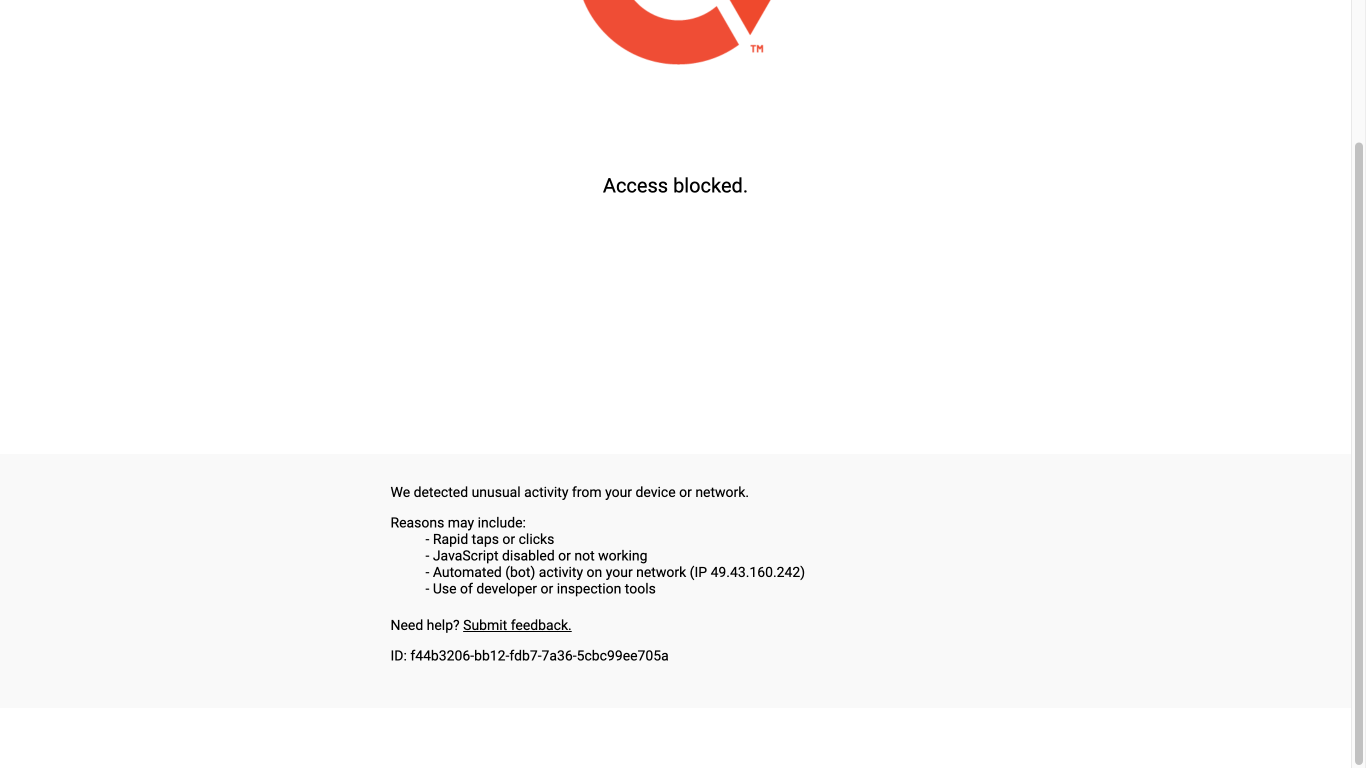 TM
Access blocked.
We detected unusual activity from your device or network.
Reasons may include:
- Rapid taps or clicks
- JavaScript disabled or not working
- Automated (bot) activity on your network (IP 49.43.160.242)
- Use of developer or inspection tools
Need help? Submit feedback.
ID: f44b3206-bb12-fdb7-7a36-5cbc99ee705a